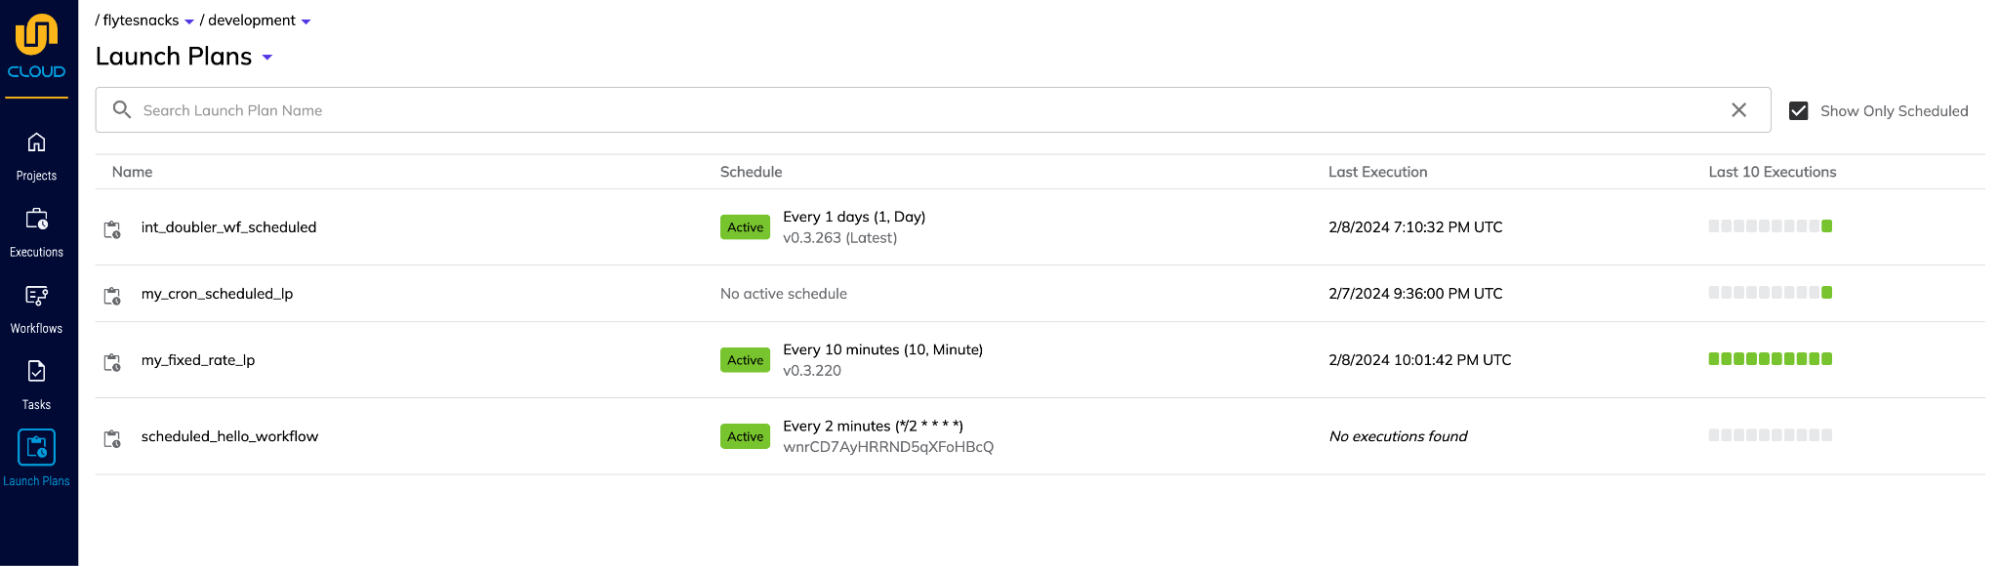 / flytesnacks / development
Launch Plans
CLOUD
Search Launch Plan Name
Show Only Scheduled
Projects
Executions
Workflows
Tasks
Launch Plans
Name Schedule Last Execution Last 10 Executions
int_doubler_wf_scheduled Active Every 1 days (1, Day) 2/8/2024 7:10:32 PM UTC
v0.3.263 (Latest)
my_cron_scheduled_lp No active schedule 2/7/2024 9:36:00 PM UTC
my_fixed_rate_lp Active Every 10 minutes (10, Minute) 2/8/2024 10:01:42 PM UTC
v0.3.220
scheduled_hello_workflow Active Every 2 minutes (*/2 * * * *) No executions found
wnrCD7AyHRRND5qXFoHBcQ